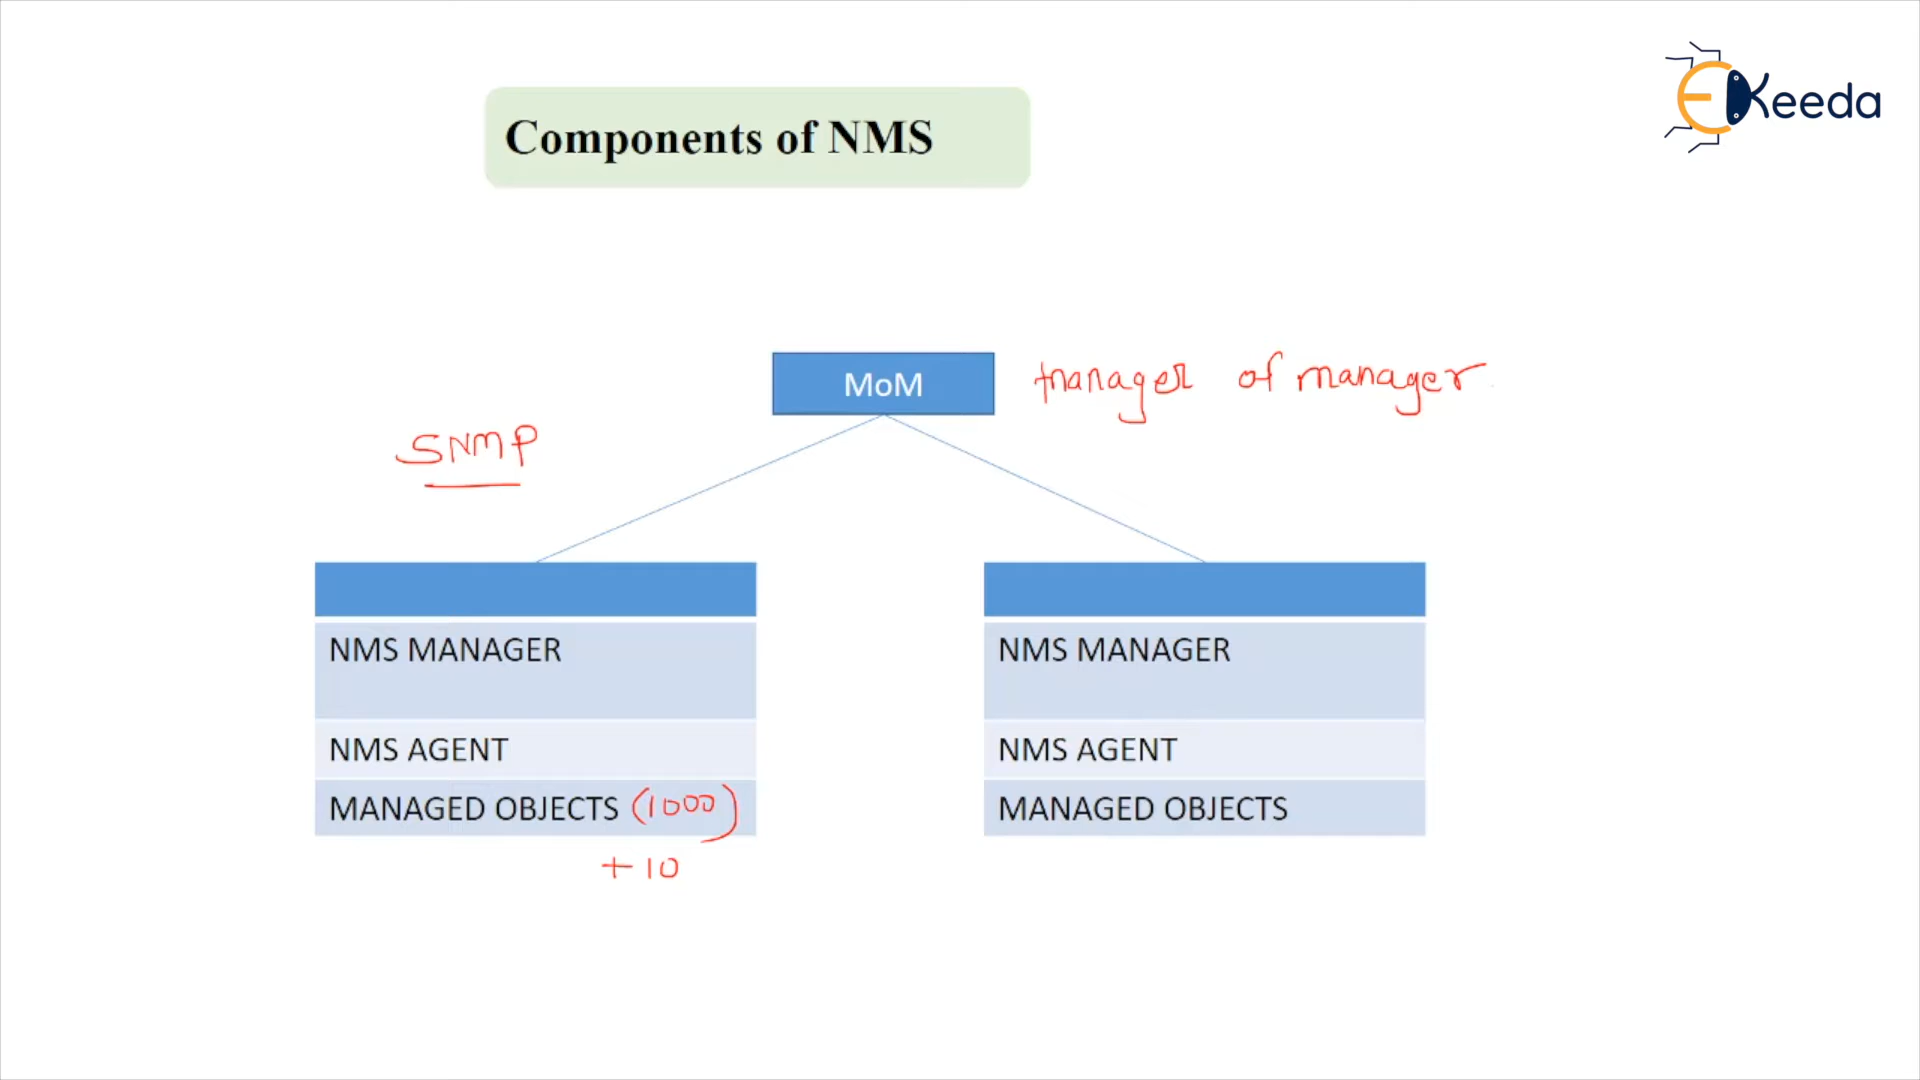 EKeeda
Components of NMS
MoM
manager of manager
SNMP
NMS MANAGER
NMS AGENT
MANAGED OBJECTS (1000)
+10
NMS MANAGER
NMS AGENT
MANAGED OBJECTS